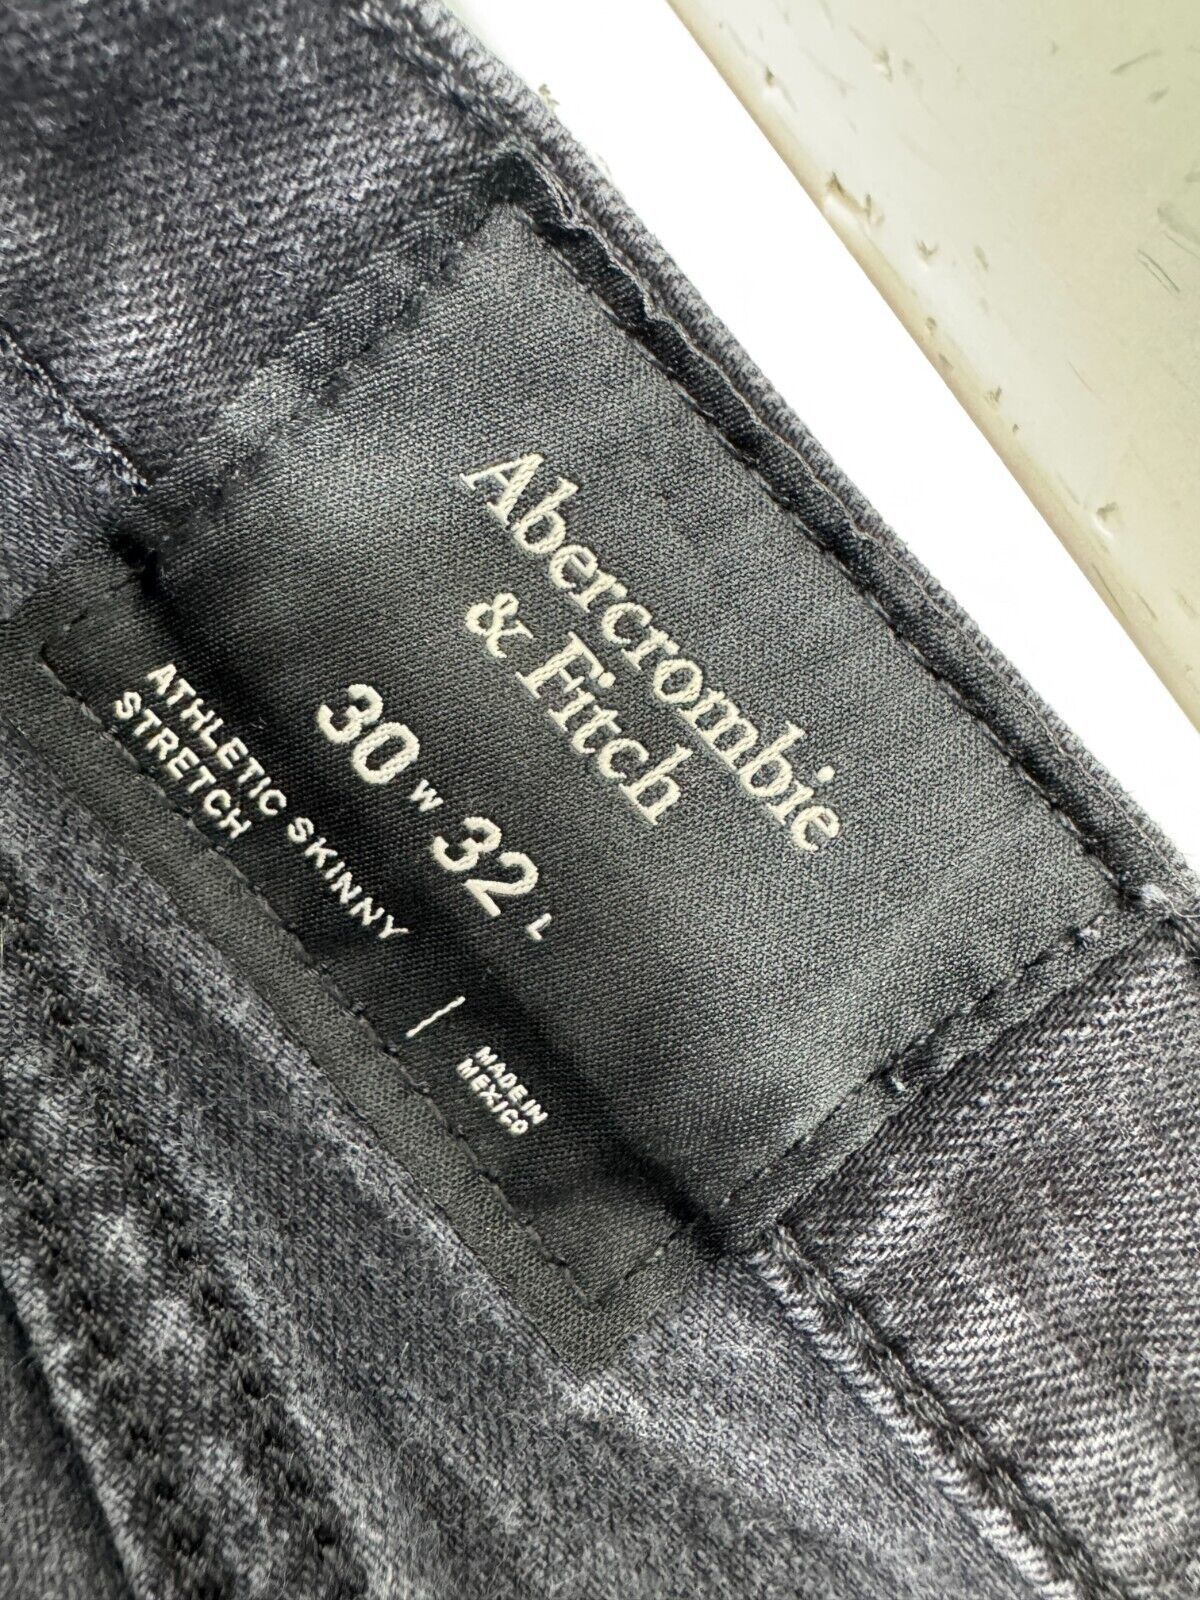 Abercrombie
& Fitch
30 W 32 L
ATHLETIC SKINNY
STRETCH
MADE IN
MEXICO